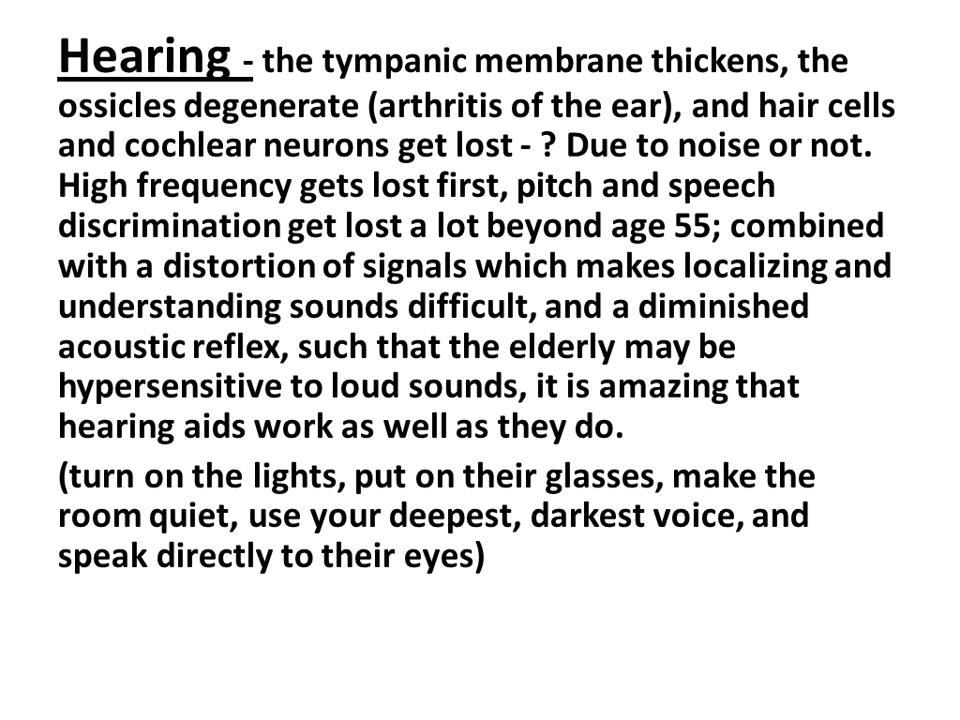 Hearing - the tympanic membrane thickens, the
ossicles degenerate (arthritis of the ear), and hair cells
and cochlear neurons get lost - ? Due to noise or not.
High frequency gets lost first, pitch and speech
discrimination get lost a lot beyond age 55; combined
with a distortion of signals which makes localizing and
understanding sounds difficult, and a diminished
acoustic reflex, such that the elderly may be
hypersensitive to loud sounds, it is amazing that
hearing aids work as well as they do.
(turn on the lights, put on their glasses, make the
room quiet, use your deepest, darkest voice, and
speak directly to their eyes)